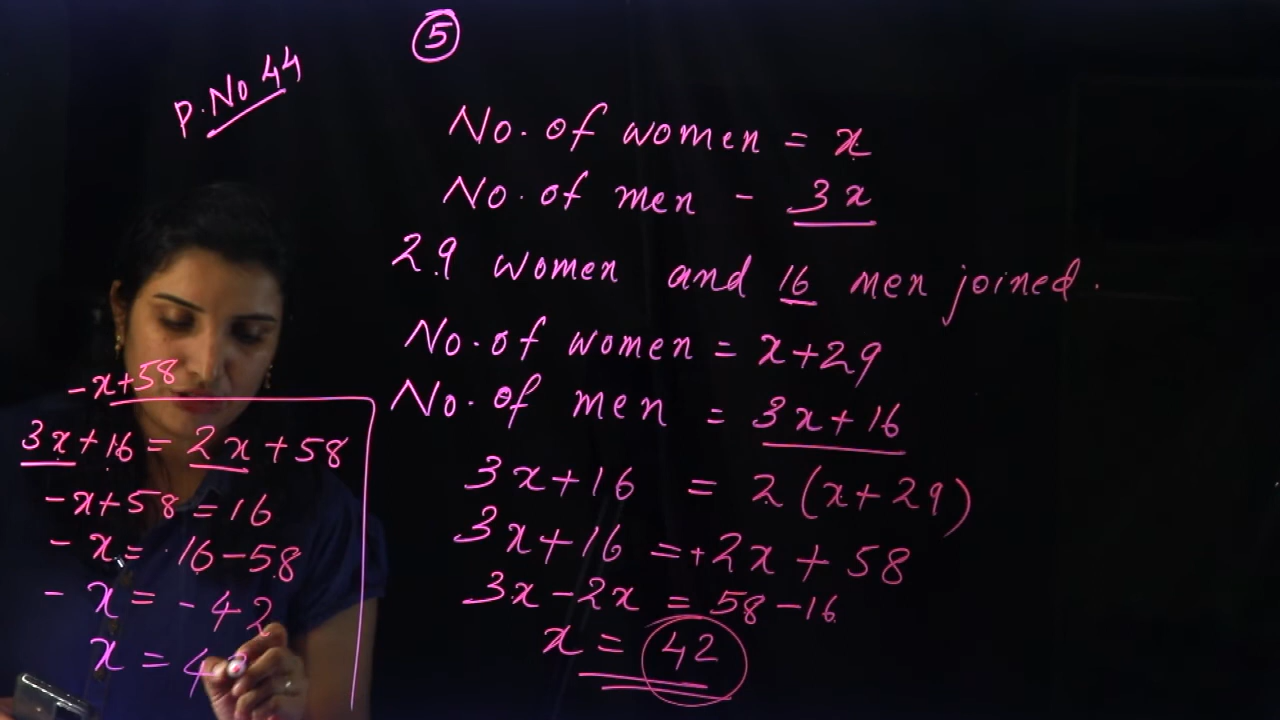 5
P.No 44
No. of women = x
No. of men - 3x
29 women and 16 men joined.
No. of women = x+29
No. of men = 3x+16
3x+16 = 2(x+29)
3x+16 =+2x+58
3x-2x = 58-16
x = 42
-x+58
3x+16 = 2x+58
-x+58=16
-x= 16-58
-x=-42
x=4